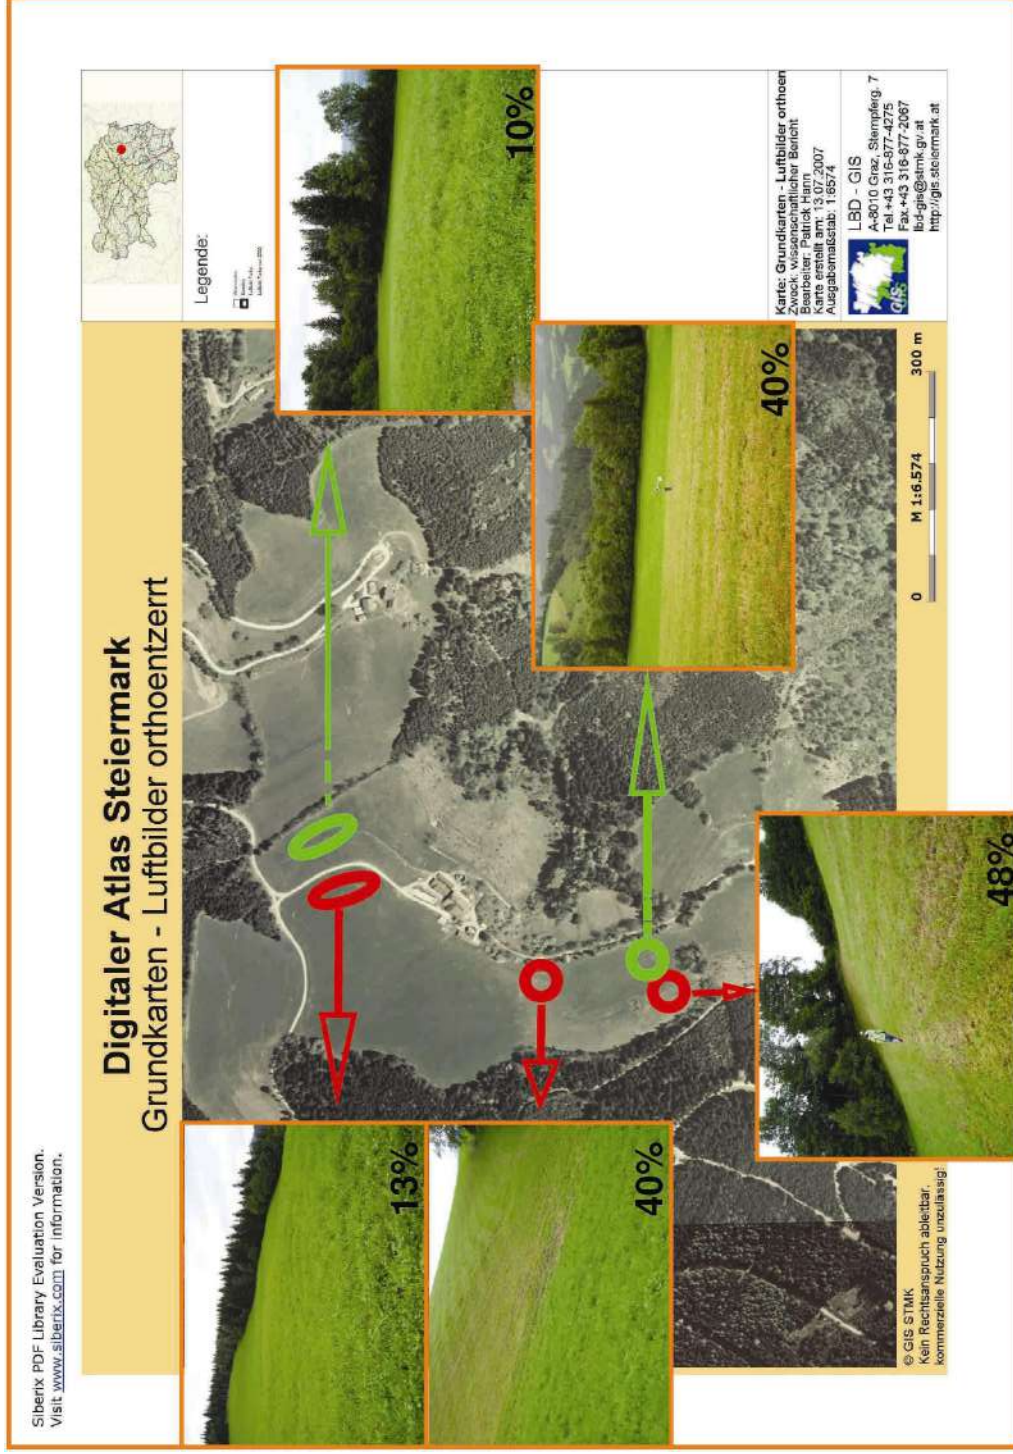 Siberix PDF Library Evaluation Version.
Visit www.siberix.com for information.
Digitaler Atlas Steiermark
Grundkarten - Luftbilder orthoentzerrt
Legende:
10%
40%
13%
40%
48%
Karte: Grundkarten - Luftbilder orthoen
Zweck: wissenschaftlicher Bericht
Bearbeiter: Patrick Hann
Karte erstellt am: 13.07.2007
Ausgabemaßstab: 1:6574
GIS
LBD - GIS
A-8010 Graz, Stempferg. 7
Tel.+43 316-877-4275
Fax.+43 316-877-2067
lbd-gis@stmk.gv.at
http://gis.steiermark.at
0 M 1:6.574 300 m
© GIS STMK
Kein Rechtsanspruch ableitbar.
kommerzielle Nutzung unzulässig!